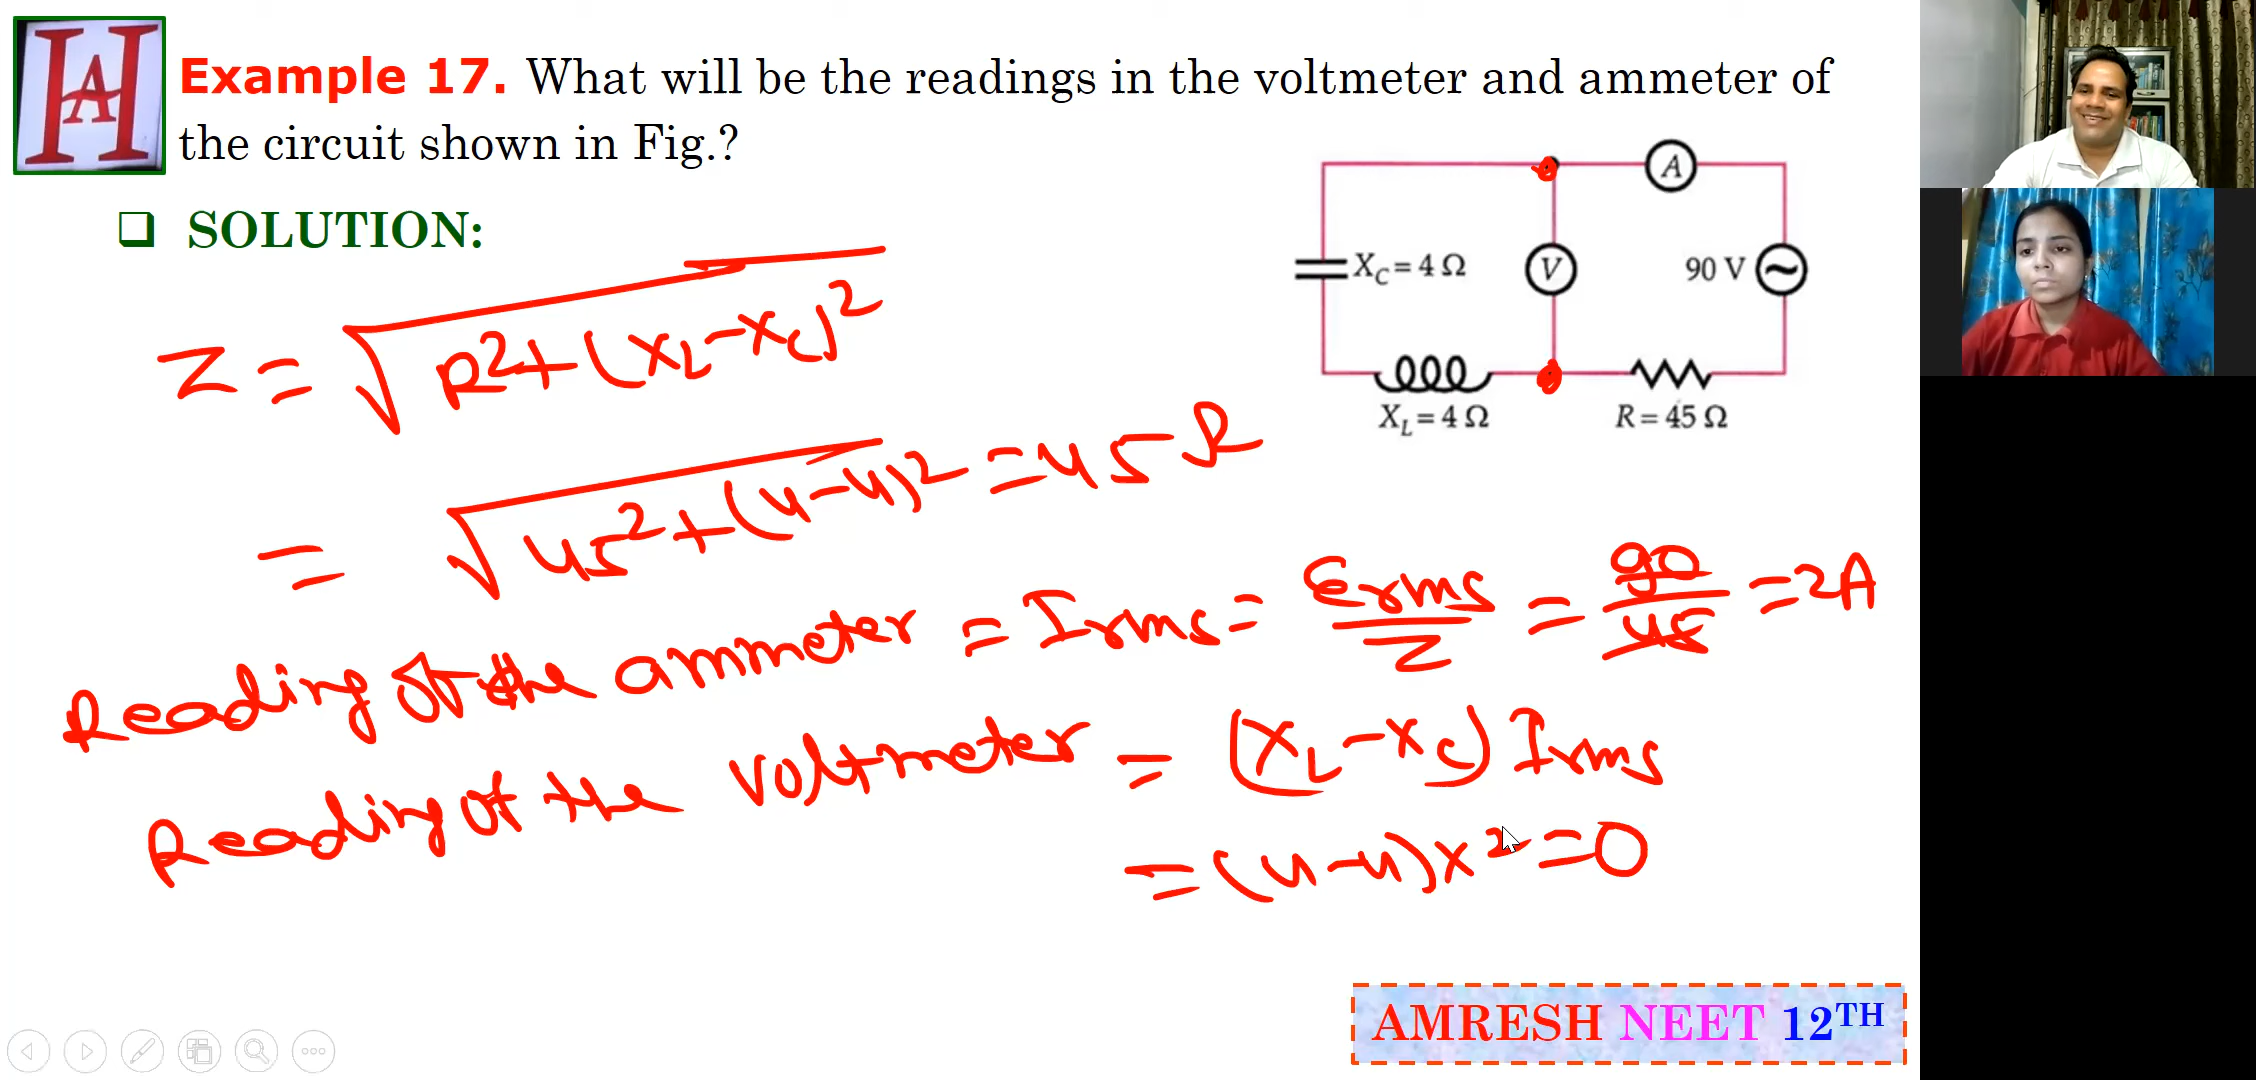 HA
Example 17. What will be the readings in the voltmeter and ammeter of
the circuit shown in Fig.?
❑ SOLUTION:
A
X_C = 4 Ω
V
90 V
X_L = 4 Ω
R = 45 Ω
Z = √(R² + (X_L - X_C)²)
= √(45² + (4-4)²) = 45 Ω
Reading of the ammeter = Irms = Erms/Z = 90/45 = 2A
Reading of the voltmeter = (X_L - X_C) Irms
= (4-4) x 2 = 0
AMRESH NEET 12TH